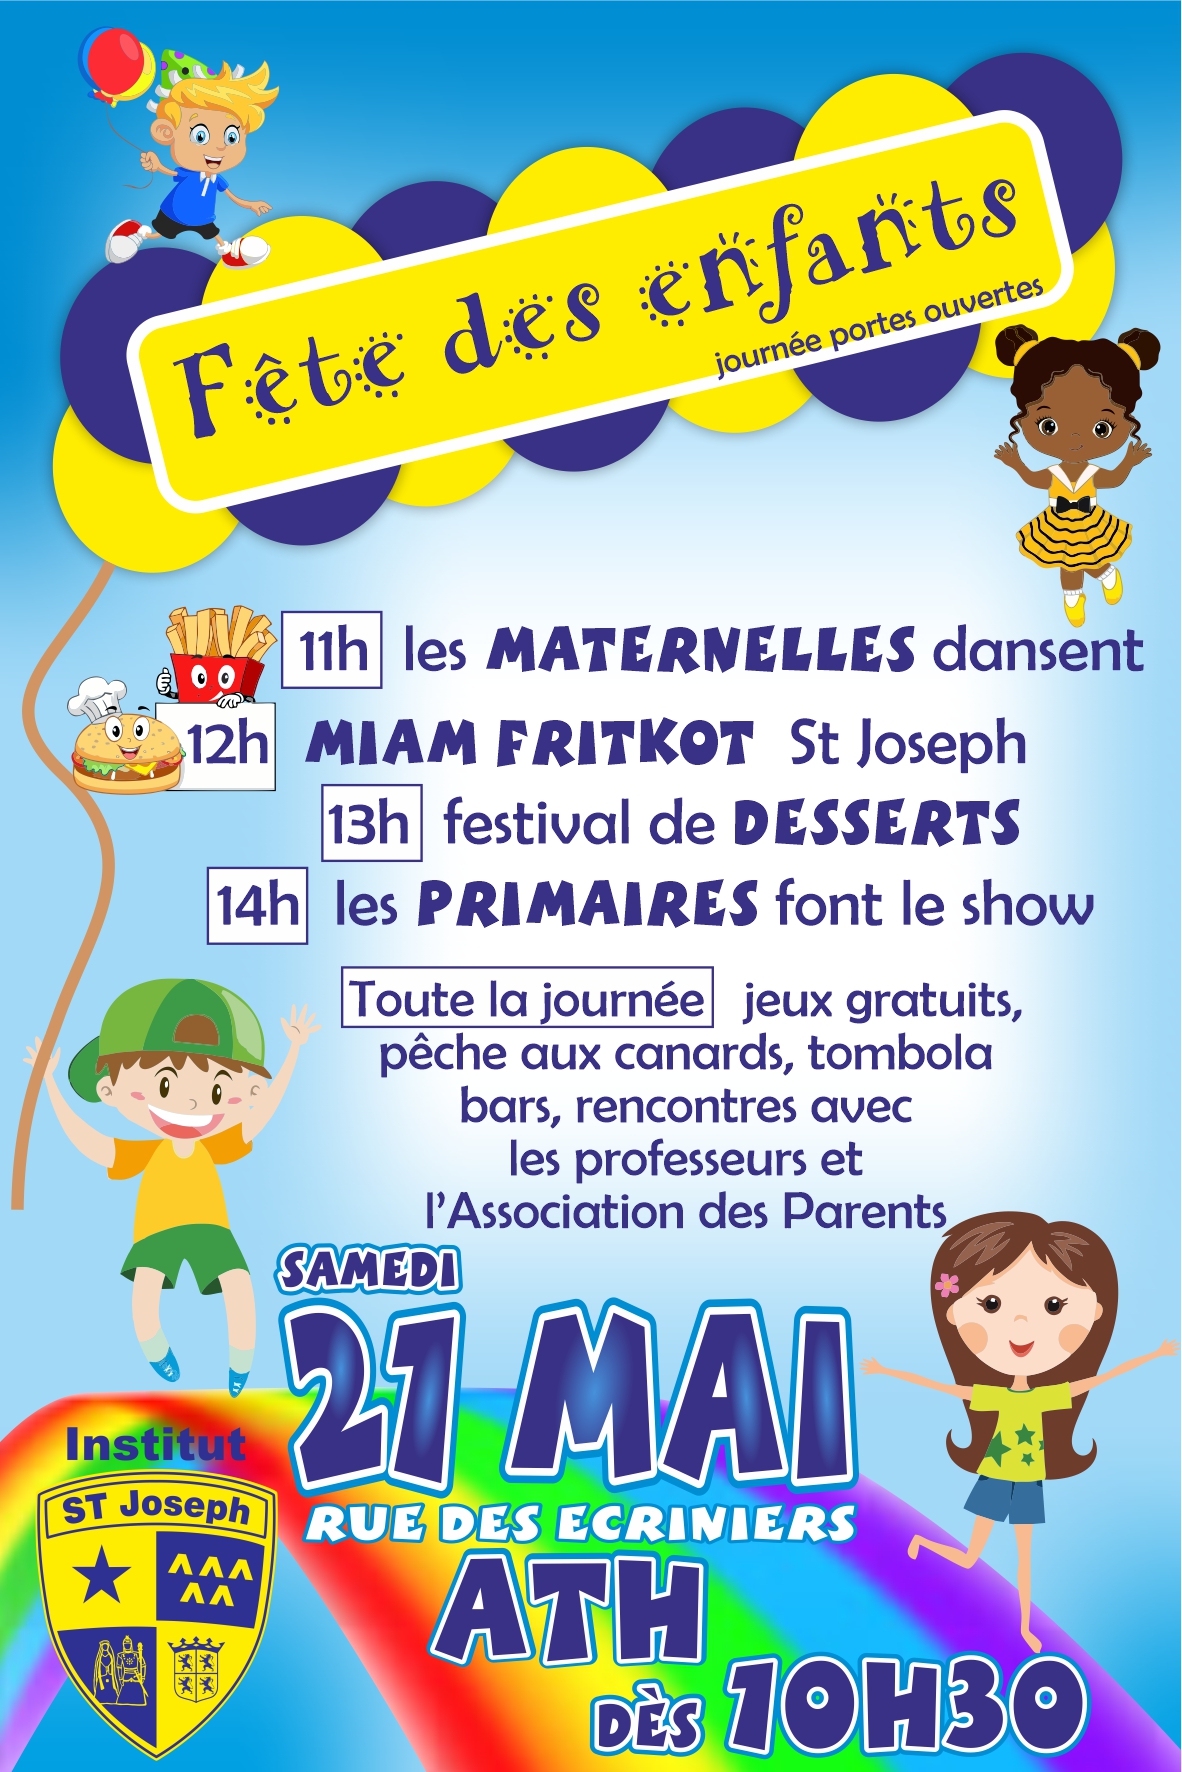 Fête des enfants
journée portes ouvertes
11h les MATERNELLES dansent
12h MIAM FRITKOT St Joseph
13h festival de DESSERTS
14h les PRIMAIRES font le show
Toute la journée jeux gratuits,
pêche aux canards, tombola
bars, rencontres avec
les professeurs et
l'Association des Parents
SAMEDI
21 MAI
RUE DES ECRINIERS
ATH
DÈS 10H30
Institut
ST Joseph